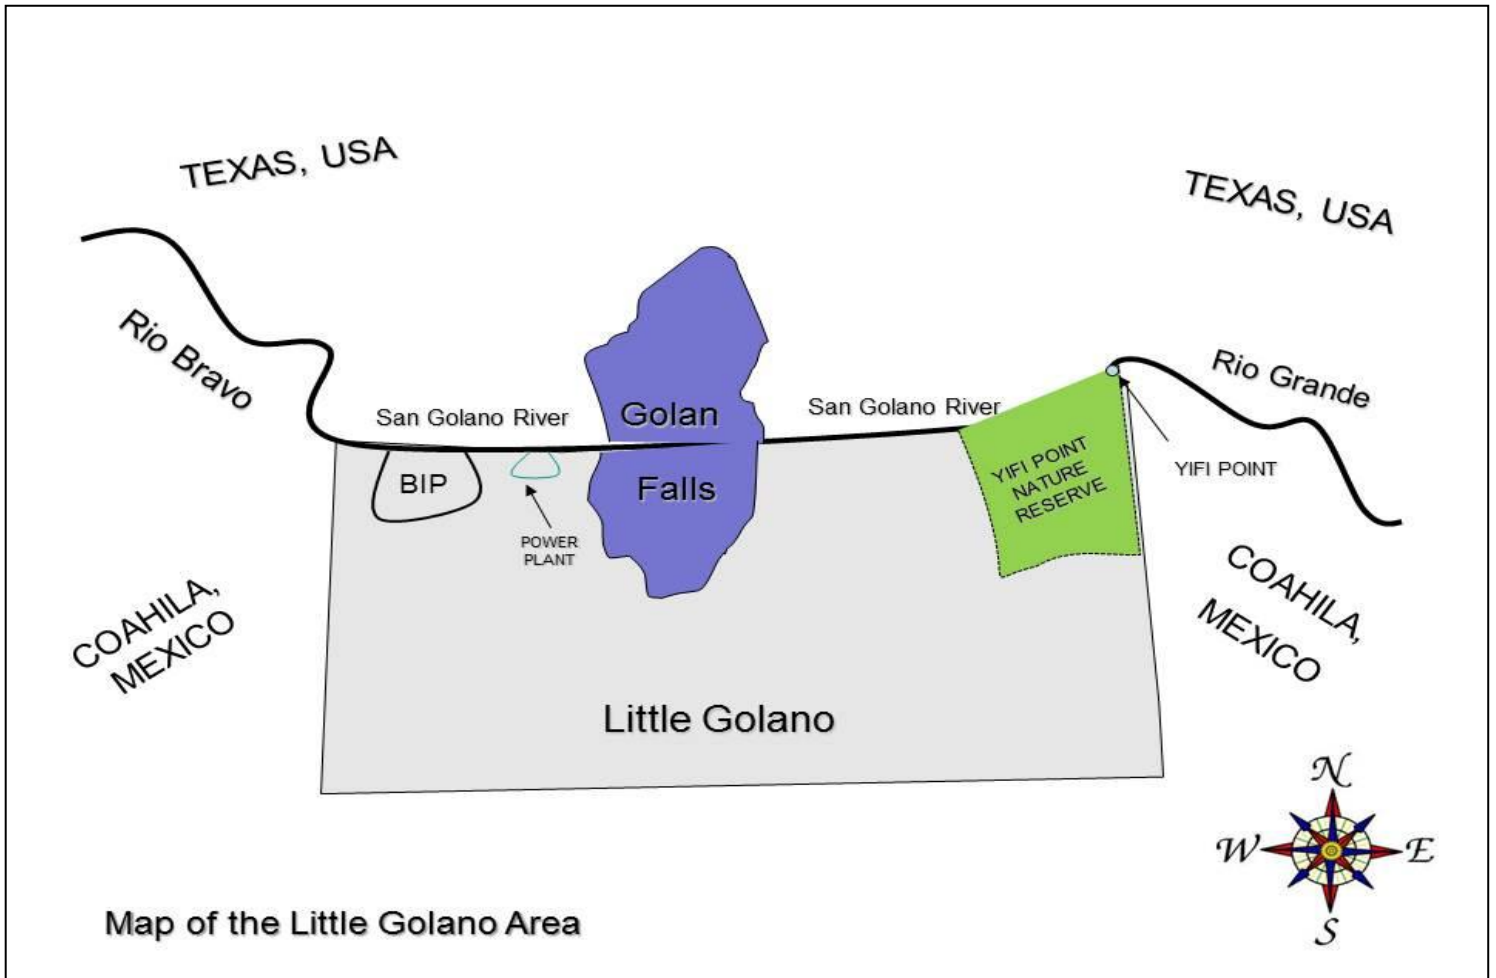 TEXAS, USA
TEXAS, USA
Rio Bravo
Rio Grande
San Golano River
San Golano River
Golan
Falls
BIP
POWER
PLANT
YIFI POINT
NATURE
RESERVE
YIFI POINT
COAHILA,
MEXICO
COAHILA,
MEXICO
Little Golano
N
W
E
S
Map of the Little Golano Area